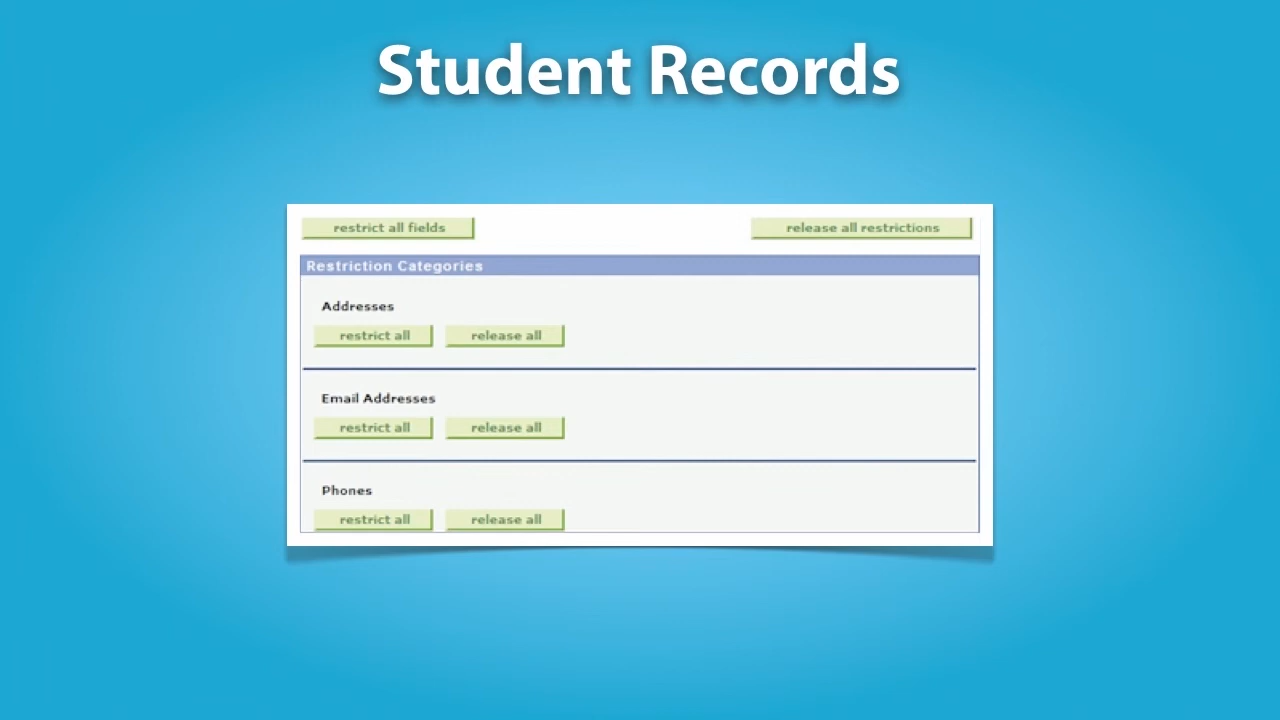 Student Records
restrict all fields release all restrictions
Restriction Categories
Addresses
restrict all release all
Email Addresses
restrict all release all
Phones
restrict all release all